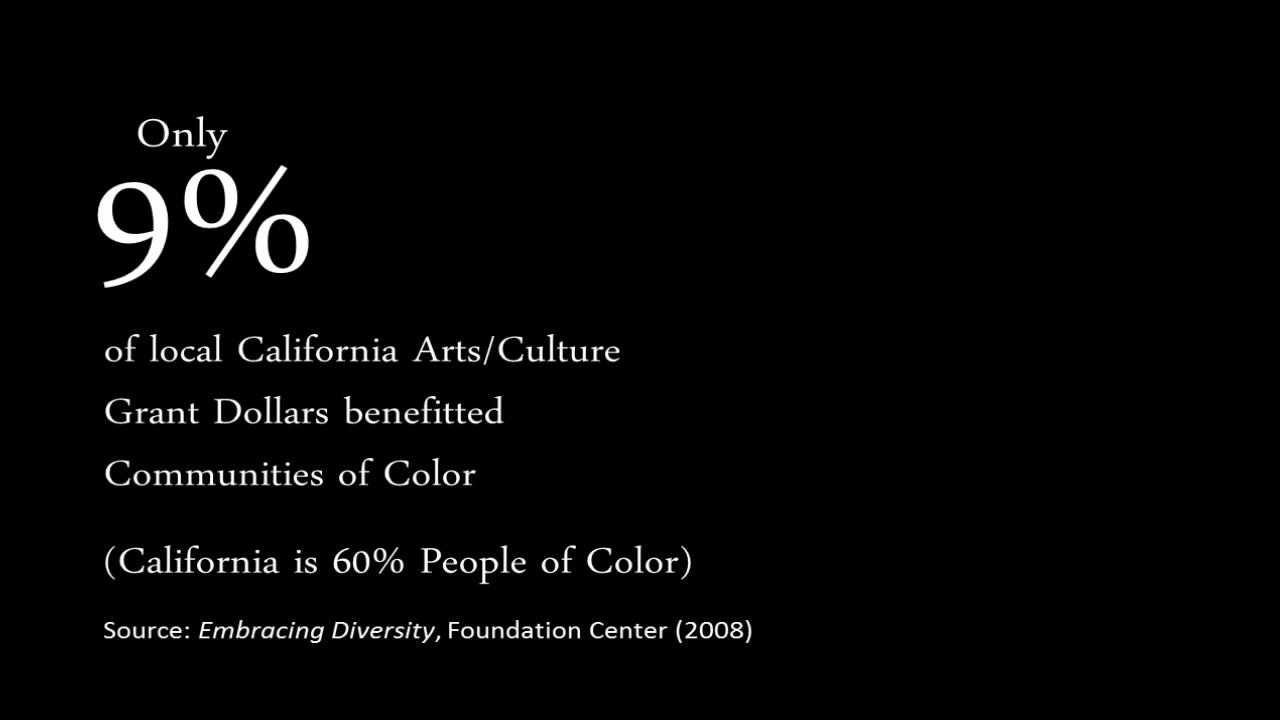 Only
9%
of local California Arts/Culture
Grant Dollars benefitted
Communities of Color
(California is 60% People of Color)
Source: Embracing Diversity, Foundation Center (2008)